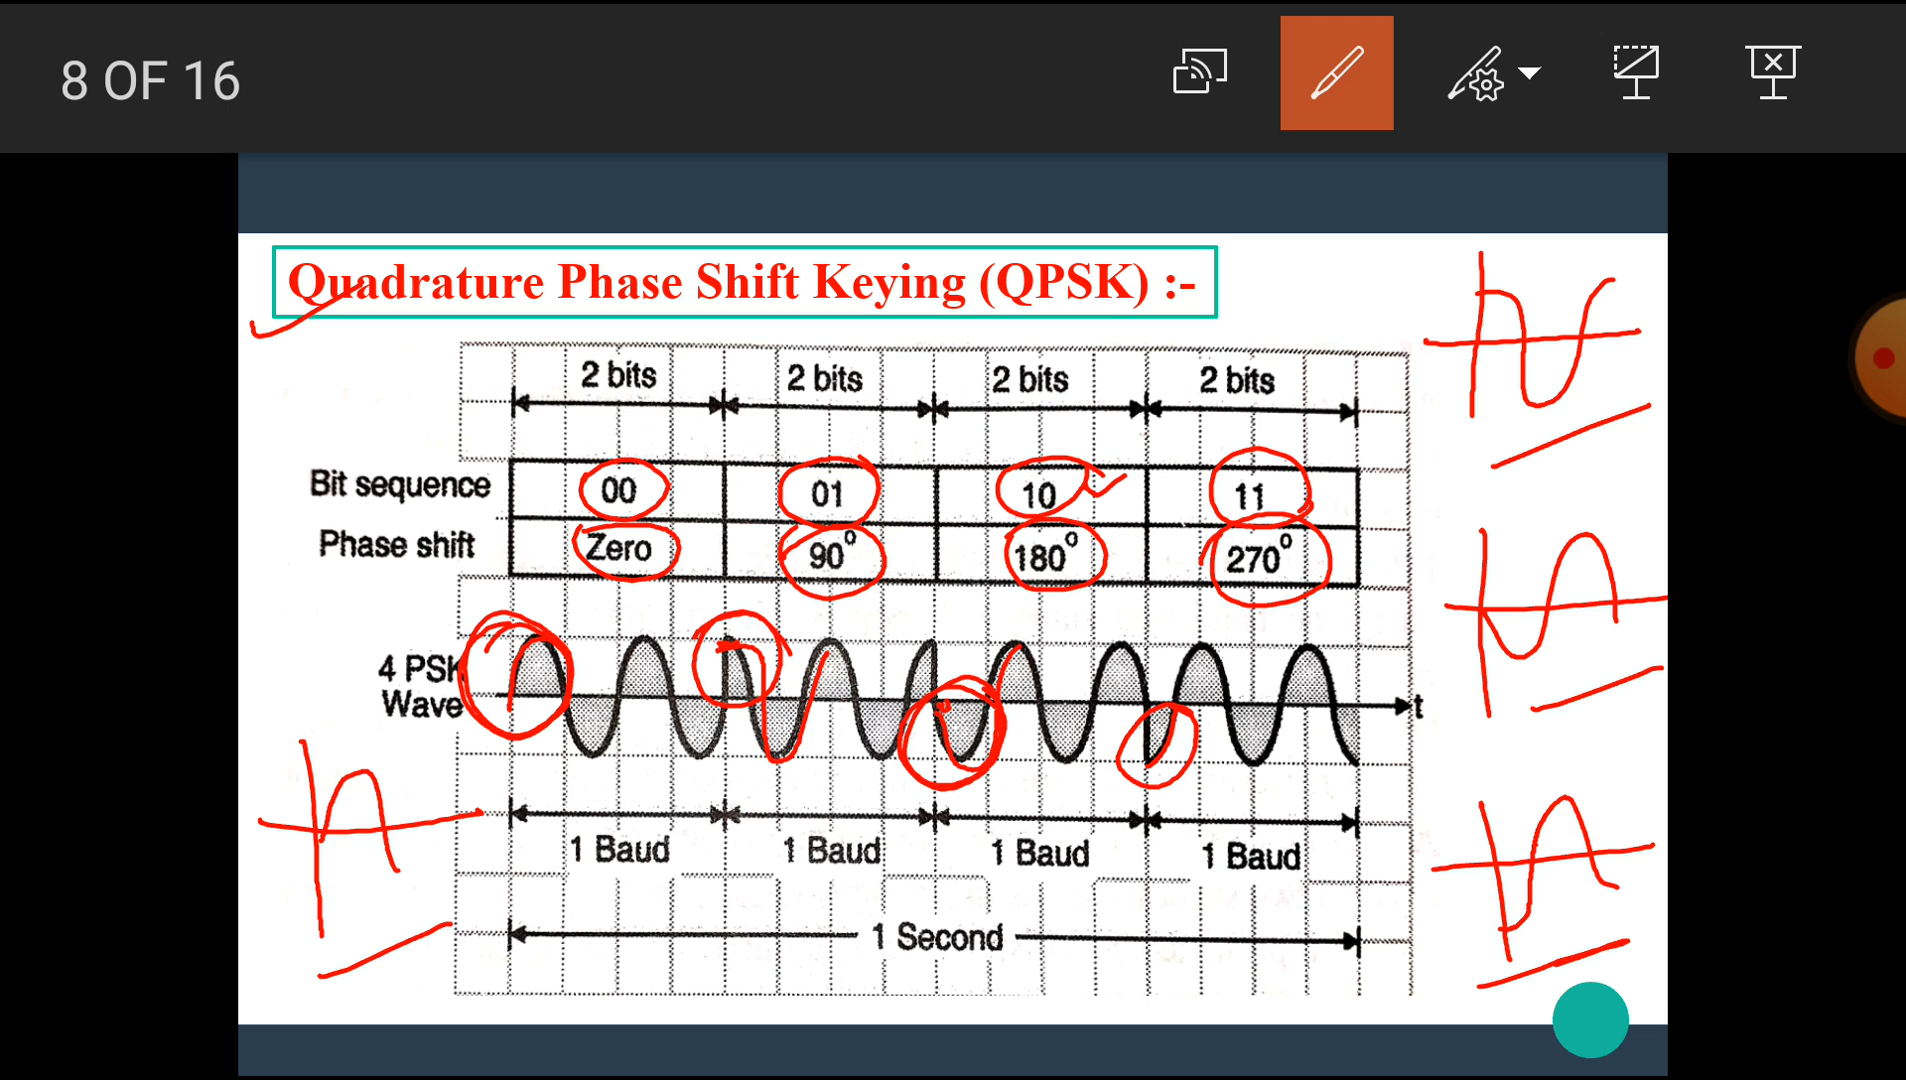 8 OF 16
Quadrature Phase Shift Keying (QPSK) :-
2 bits 2 bits 2 bits 2 bits
Bit sequence 00 01 10 11
Phase shift Zero 90° 180° 270°
4 PSK
Wave
t
1 Baud 1 Baud 1 Baud 1 Baud
1 Second